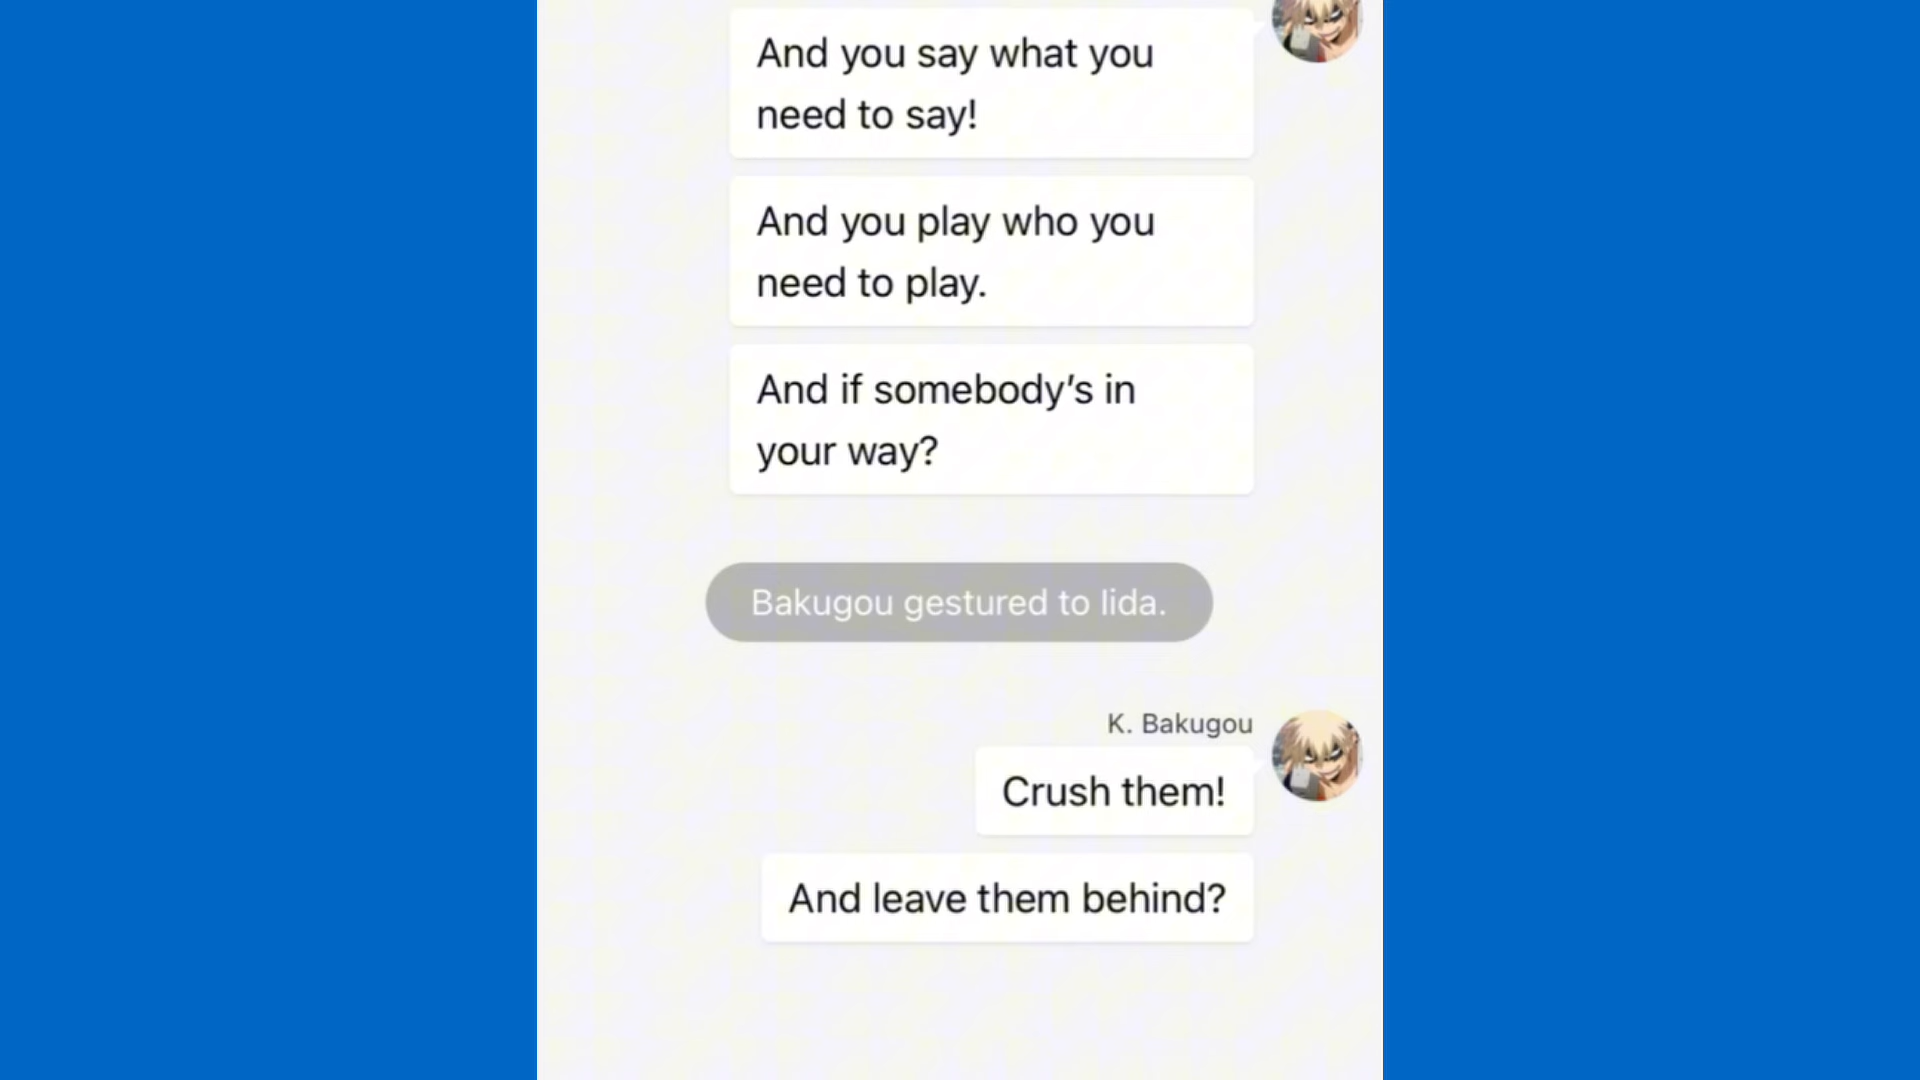 And you say what you
need to say!
And you play who you
need to play.
And if somebody’s in
your way?
Bakugou gestured to Iida.
K. Bakugou
Crush them!
And leave them behind?